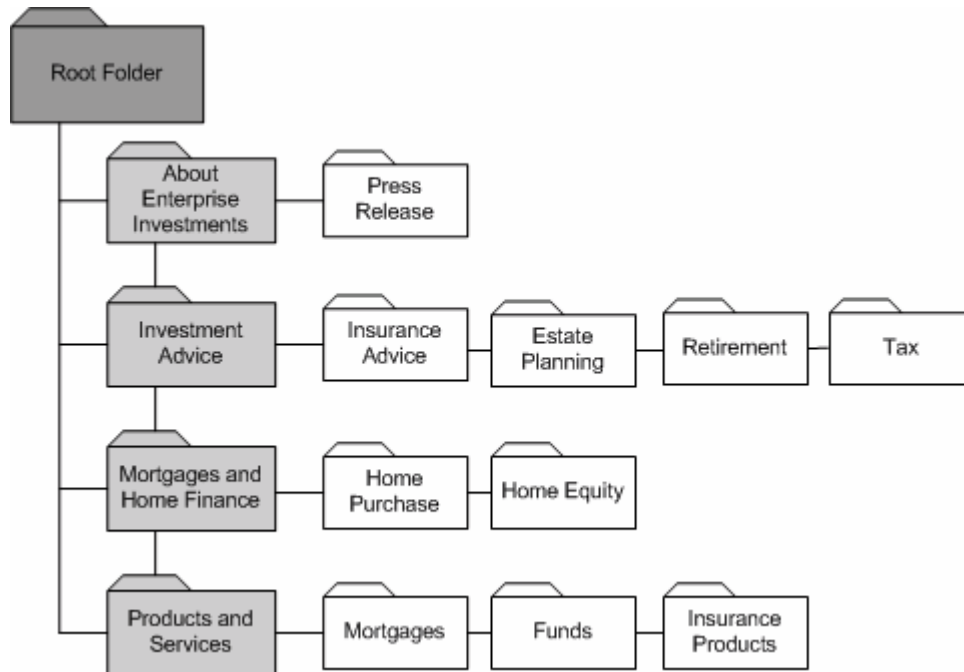 Root Folder
About
Enterprise
Investments
Press
Release
Investment
Advice
Insurance
Advice
Estate
Planning
Retirement
Tax
Mortgages and
Home Finance
Home
Purchase
Home Equity
Products and
Services
Mortgages
Funds
Insurance
Products